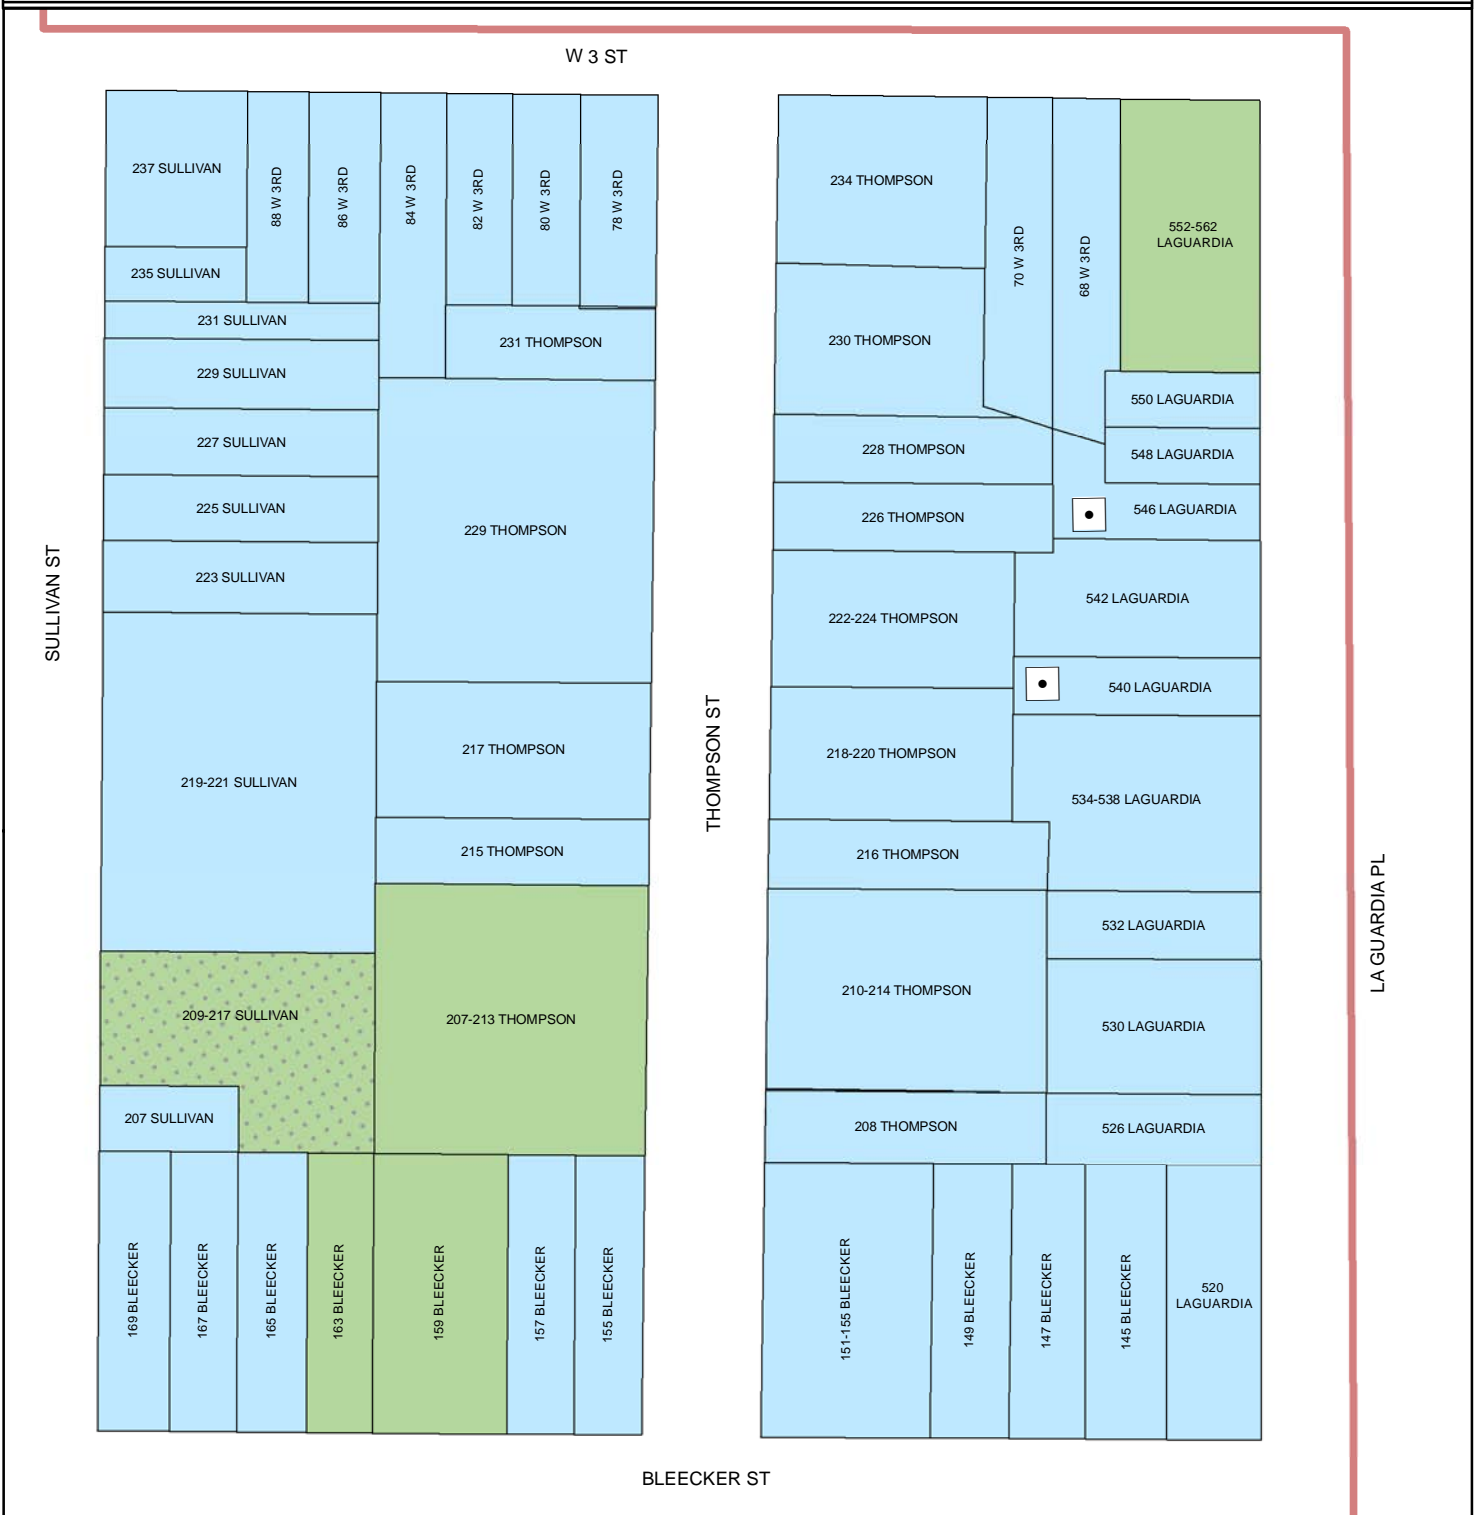 W 3 ST
237 SULLIVAN
88 W 3RD
86 W 3RD
84 W 3RD
82 W 3RD
80 W 3RD
78 W 3RD
235 SULLIVAN
231 SULLIVAN
231 THOMPSON
229 SULLIVAN
227 SULLIVAN
225 SULLIVAN
229 THOMPSON
223 SULLIVAN
SULLIVAN ST
217 THOMPSON
219-221 SULLIVAN
215 THOMPSON
209-217 SULLIVAN
207-213 THOMPSON
207 SULLIVAN
169 BLEECKER
167 BLEECKER
165 BLEECKER
163 BLEECKER
159 BLEECKER
157 BLEECKER
155 BLEECKER
THOMPSON ST
234 THOMPSON
70 W 3RD
68 W 3RD
552-562
LAGUARDIA
230 THOMPSON
550 LAGUARDIA
228 THOMPSON
548 LAGUARDIA
226 THOMPSON
546 LAGUARDIA
222-224 THOMPSON
542 LAGUARDIA
540 LAGUARDIA
218-220 THOMPSON
534-538 LAGUARDIA
216 THOMPSON
532 LAGUARDIA
210-214 THOMPSON
530 LAGUARDIA
208 THOMPSON
526 LAGUARDIA
151-155 BLEECKER
149 BLEECKER
147 BLEECKER
145 BLEECKER
520
LAGUARDIA
LA GUARDIA PL
BLEECKER ST